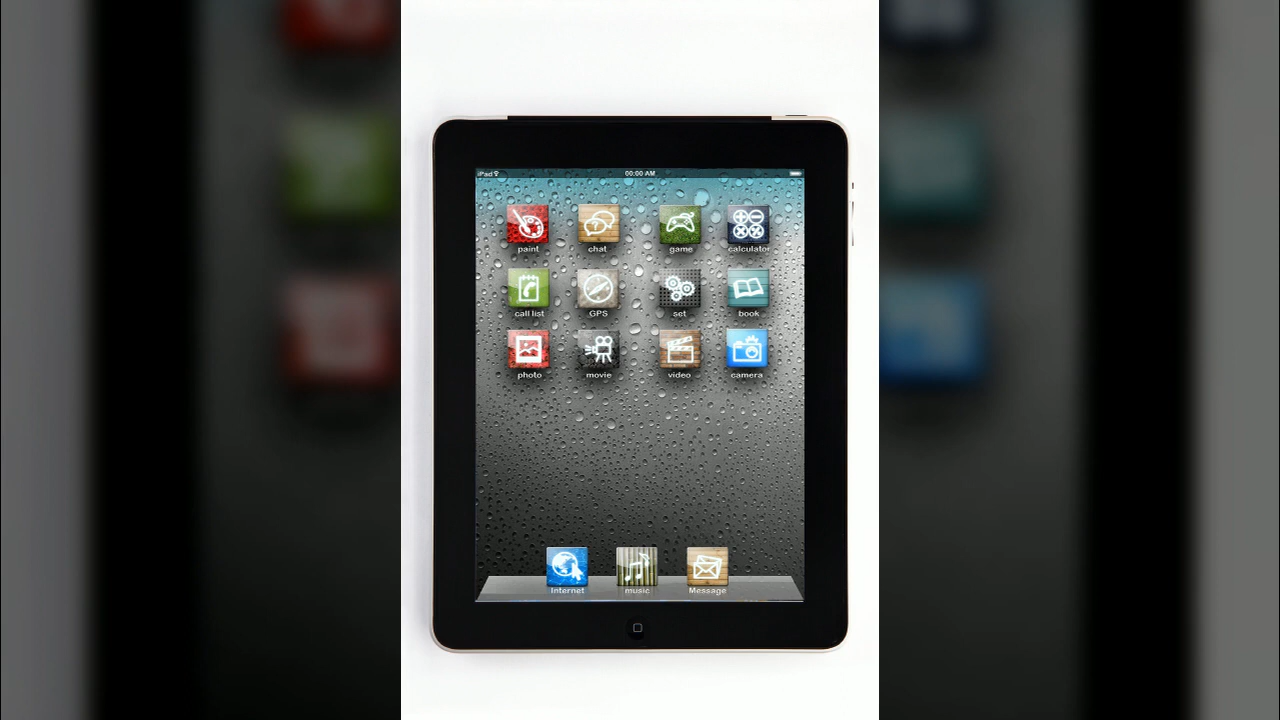 iPad 00:00 AM
paint chat game calculator
call list GPS set book
photo movie video camera
Internet music Message